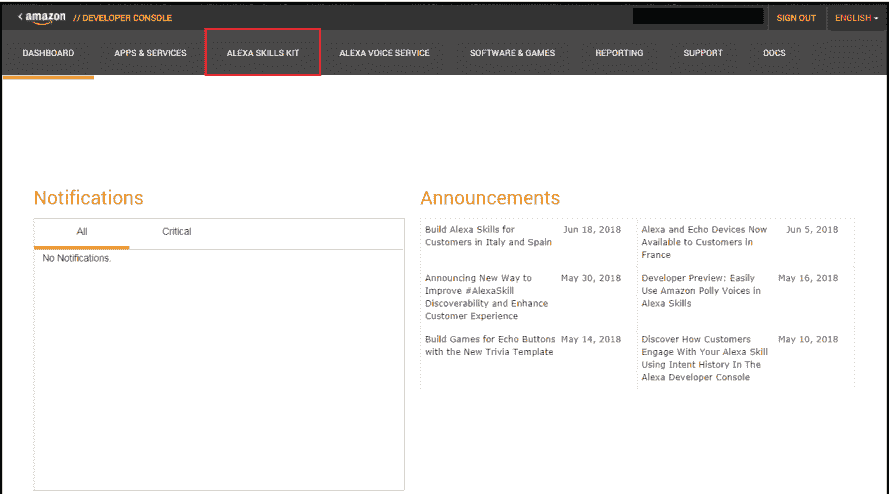 amazon // DEVELOPER CONSOLE SIGN OUT ENGLISH
DASHBOARD APPS & SERVICES ALEXA SKILLS KIT ALEXA VOICE SERVICE SOFTWARE & GAMES REPORTING SUPPORT DOCS
Notifications
All Critical
No Notifications.
Announcements
Build Alexa Skills for Jun 18, 2018
Customers in Italy and Spain
Alexa and Echo Devices Now Jun 5, 2018
Available to Customers in
France
Announcing New Way to May 30, 2018
Improve #AlexaSkill
Discoverability and Enhance
Customer Experience
Developer Preview: Easily May 16, 2018
Use Amazon Polly Voices in
Alexa Skills
Build Games for Echo Buttons May 14, 2018
with the New Trivia Template
Discover How Customers May 10, 2018
Engage With Your Alexa Skill
Using Intent History In The
Alexa Developer Console